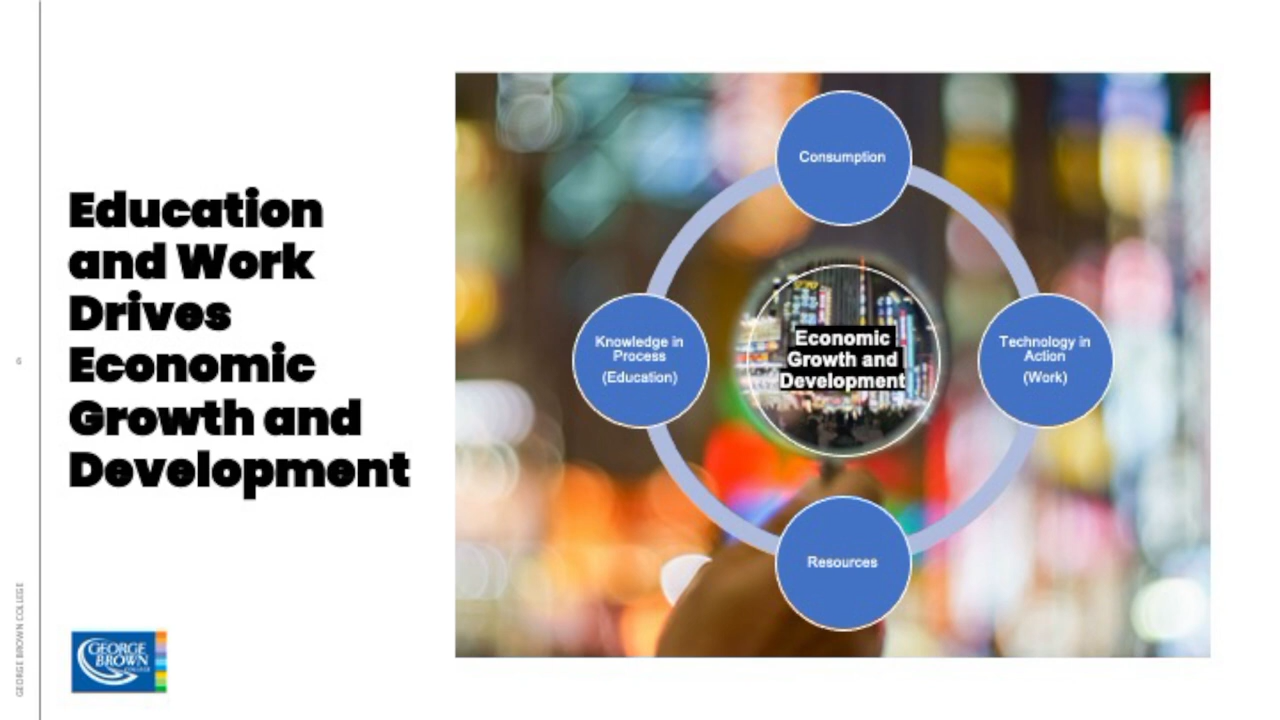 Education
and Work
Drives
Economic
Growth and
Development
Consumption
Knowledge in
Process
(Education)
Economic
Growth and
Development
Technology in
Action
(Work)
Resources
6
GEORGE BROWN COLLEGE
GEORGE
BROWN
COLLEGE